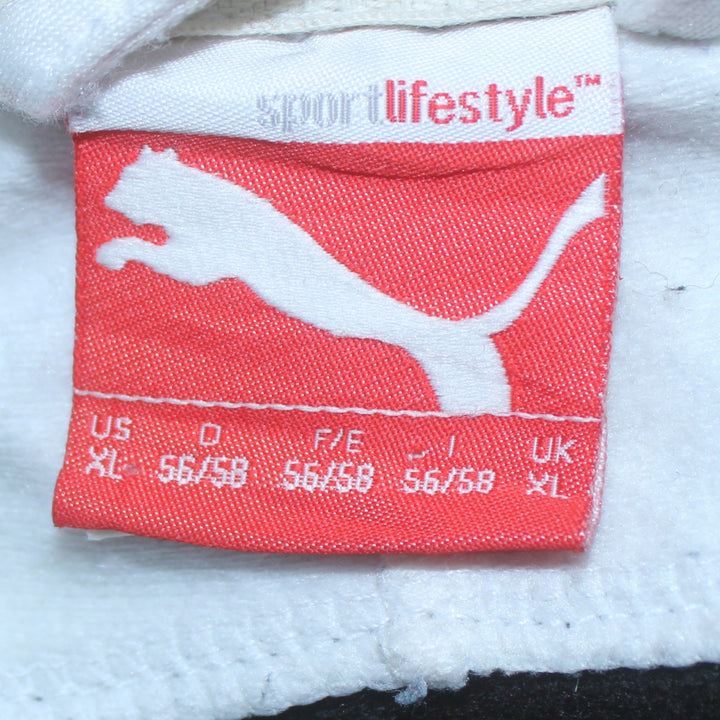 sportlifestyle™
US D F/E I UK
XL 56/58 56/58 56/58 XL